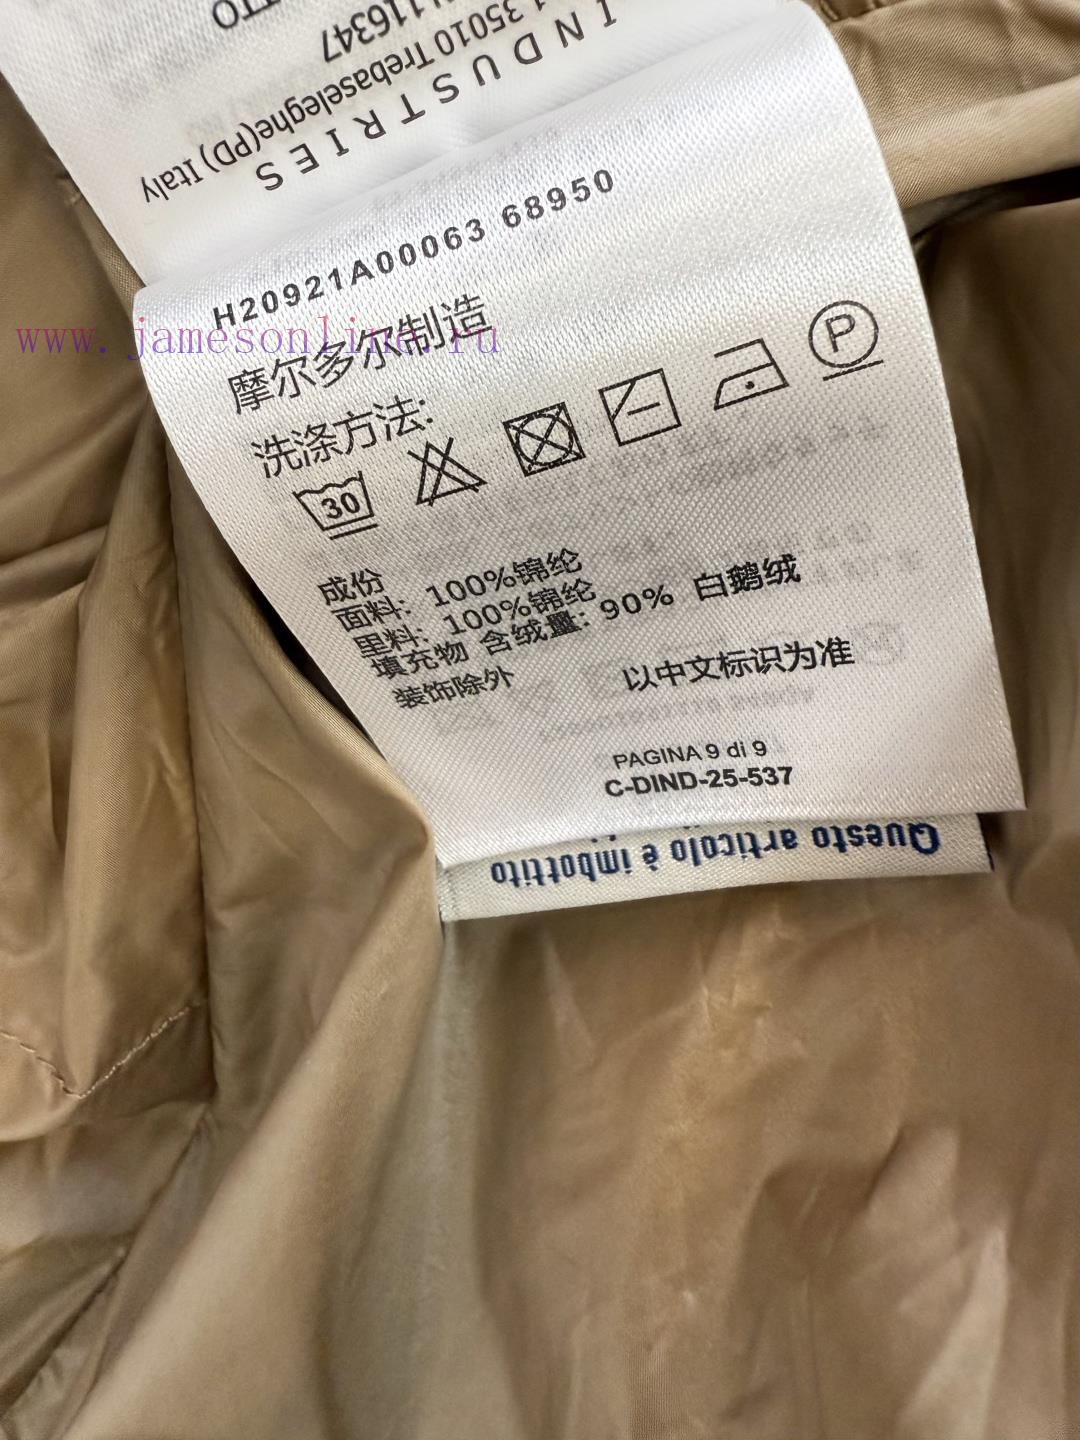 OTTO
116347
35010 Trebaseleghe(PD) Italy
INDUSTRIES
H20921A00063 68950
www.jamesonline.ru
摩尔多尔制造
洗涤方法:
30
P
成份
面料: 100%锦纶
里料: 100%锦纶
填充物 含绒量: 90% 白鹅绒
装饰除外
以中文标识为准
PAGINA 9 di 9
C-DIND-25-537
Questo articolo è imbottito